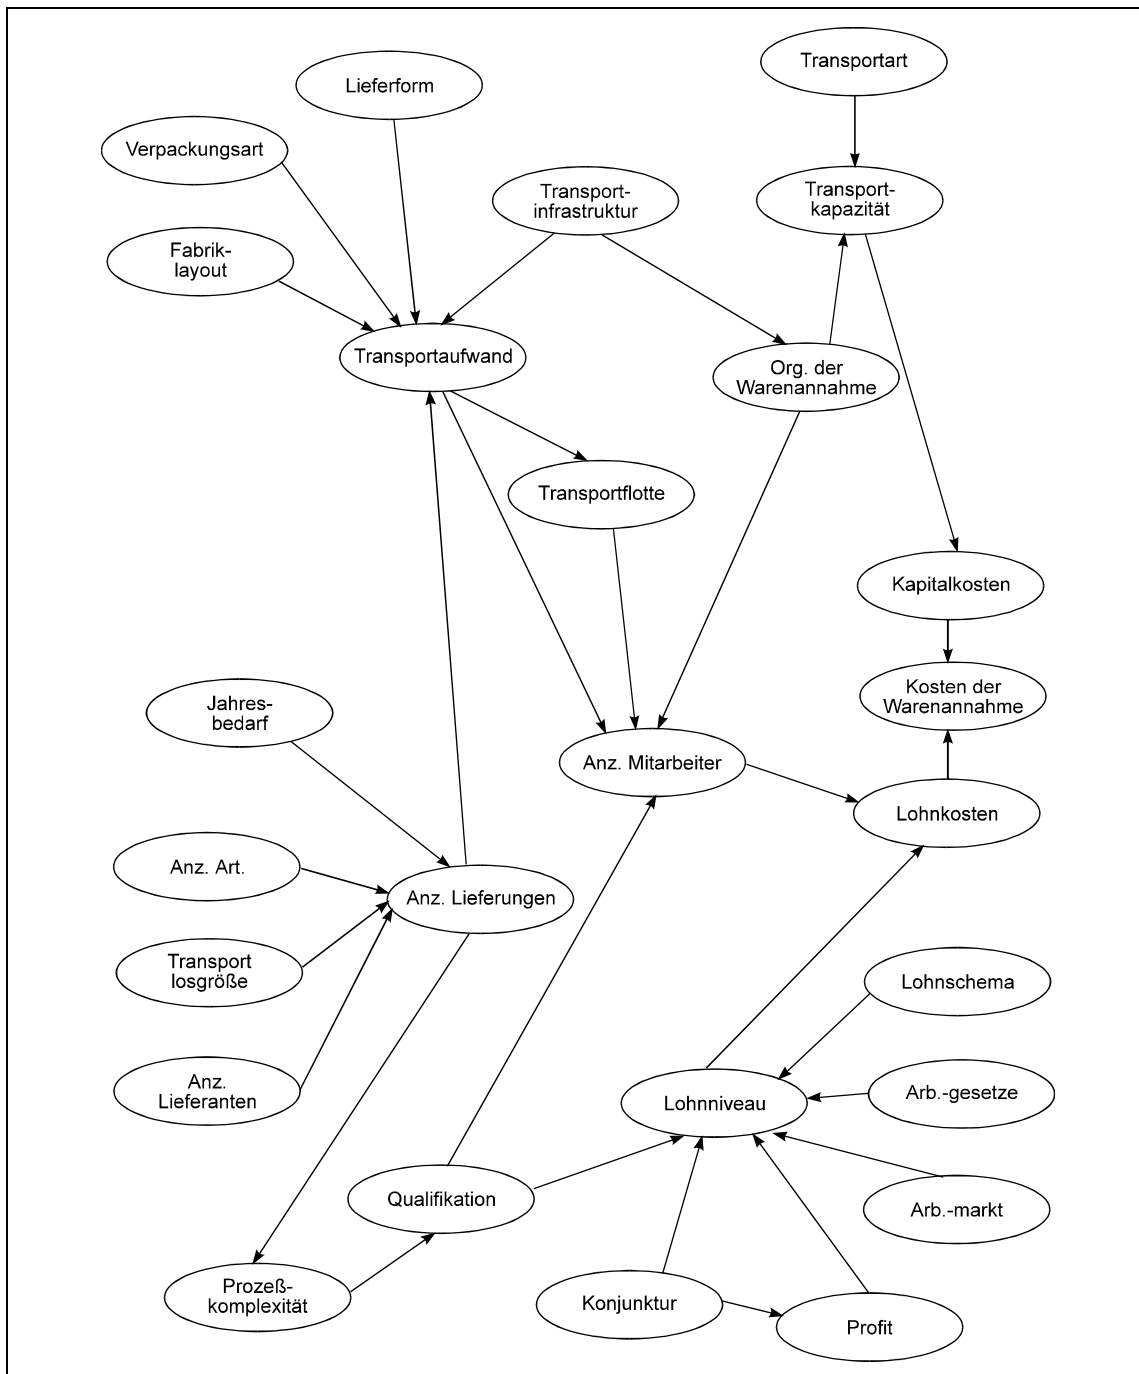 Transportart
Lieferform
Verpackungsart
Transport-
infrastruktur
Transport-
kapazität
Fabrik-
layout
Transportaufwand
Org. der
Warenannahme
Transportflotte
Kapitalkosten
Kosten der
Warenannahme
Jahres-
bedarf
Anz. Mitarbeiter
Lohnkosten
Anz. Art.
Anz. Lieferungen
Transport
losgröße
Lohnschema
Anz.
Lieferanten
Lohnniveau
Arb.-gesetze
Qualifikation
Arb.-markt
Prozeß-
komplexität
Konjunktur
Profit